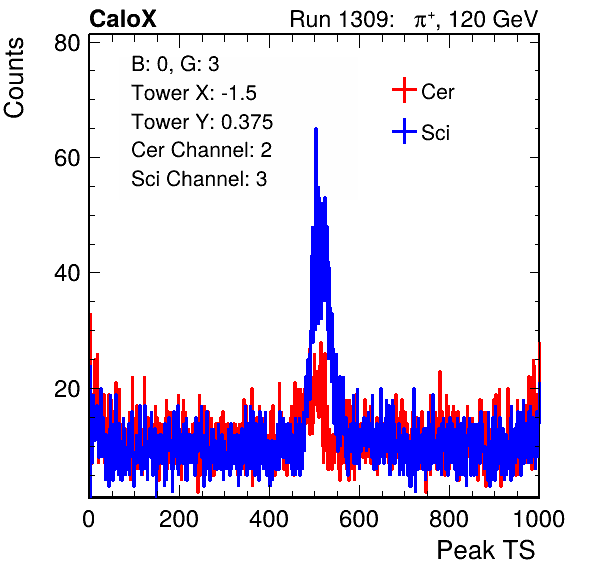 CaloX Run 1309: π⁺, 120 GeV
Counts
80
60
40
20
B: 0, G: 3
Tower X: -1.5
Tower Y: 0.375
Cer Channel: 2
Sci Channel: 3
Cer
Sci
0 200 400 600 800 1000
Peak TS